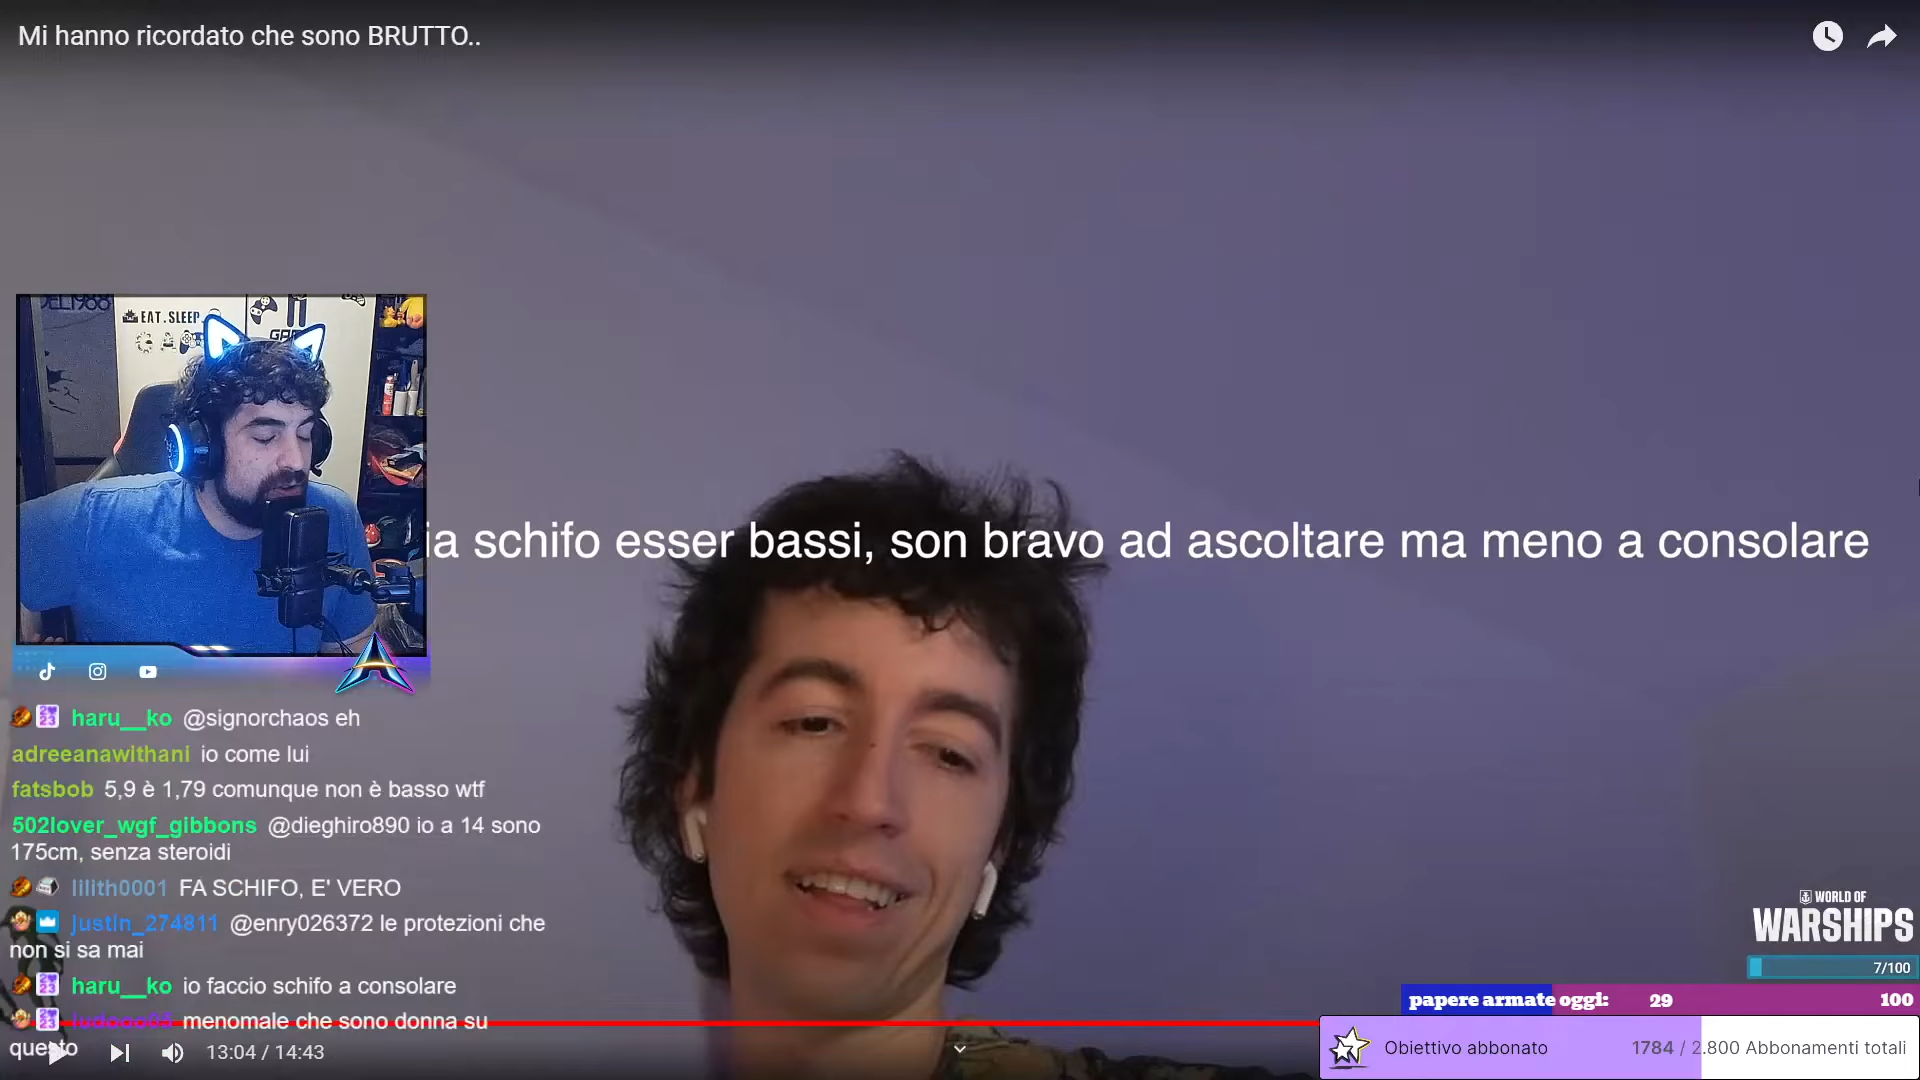 Mi hanno ricordato che sono BRUTTO..
EAT.SLEEP.
ia schifo esser bassi, son bravo ad ascoltare ma meno a consolare
haru__ko @signorchaos eh
adreeanawithani io come lui
fatsbob 5,9 è 1,79 comunque non è basso wtf
502lover_wgf_gibbons @dieghiro890 io a 14 sono
175cm, senza steroidi
lilith0001 FA SCHIFO, E' VERO
justin_274811 @enry026372 le protezioni che
non si sa mai
haru__ko io faccio schifo a consolare
menomale che sono donna su
questo
13:04 / 14:43
WORLD OF
WARSHIPS
7/100
papere armate oggi: 29 100
Obiettivo abbonato 1784 / 2.800 Abbonamenti totali